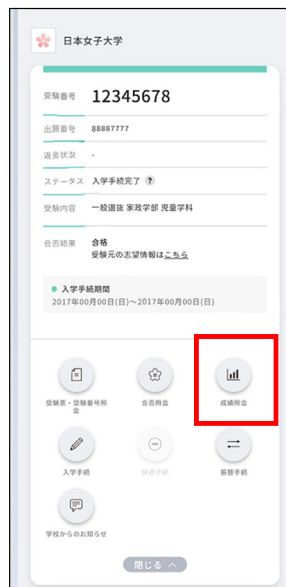 日本女子大学
受験番号 12345678
出願番号 88887777
返金状況 -
ステータス 入学手続完了 ?
受験内容 一般選抜 家政学部 児童学科
合否結果 合格
受験元の志望情報はこちら
入学手続期間
2017年00月00日(日)～2017年00月00日(日)
受験票・受験番号照会
合否照会
成績照会
入学手続
辞退手続
振替手続
学校からのお知らせ
閉じる